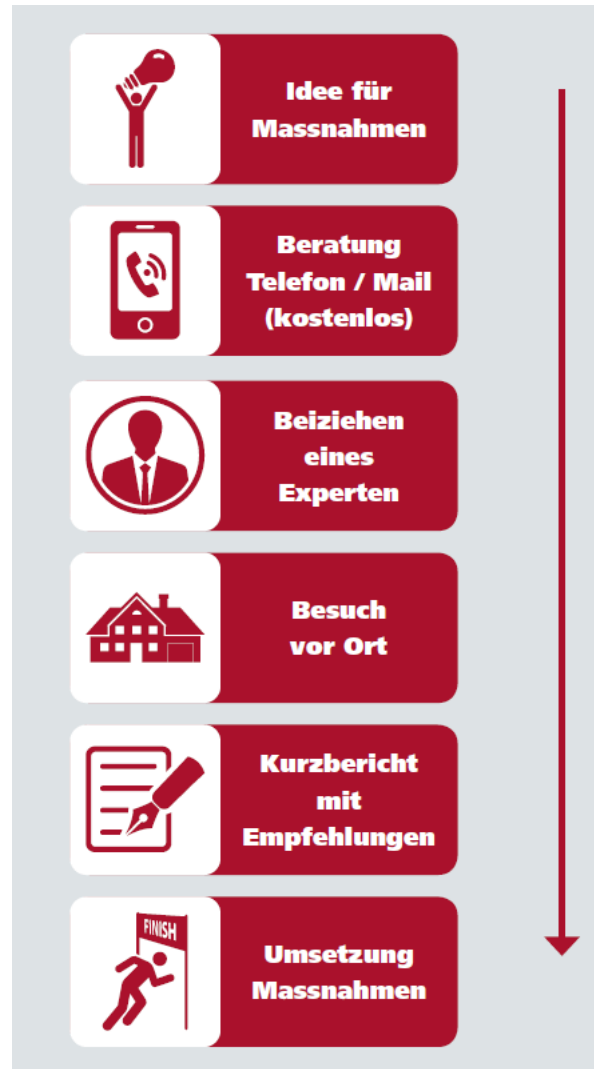 Idee für
Massnahmen
Beratung
Telefon / Mail
(kostenlos)
Beiziehen
eines
Experten
Besuch
vor Ort
Kurzbericht
mit
Empfehlungen
FINISH
Umsetzung
Massnahmen